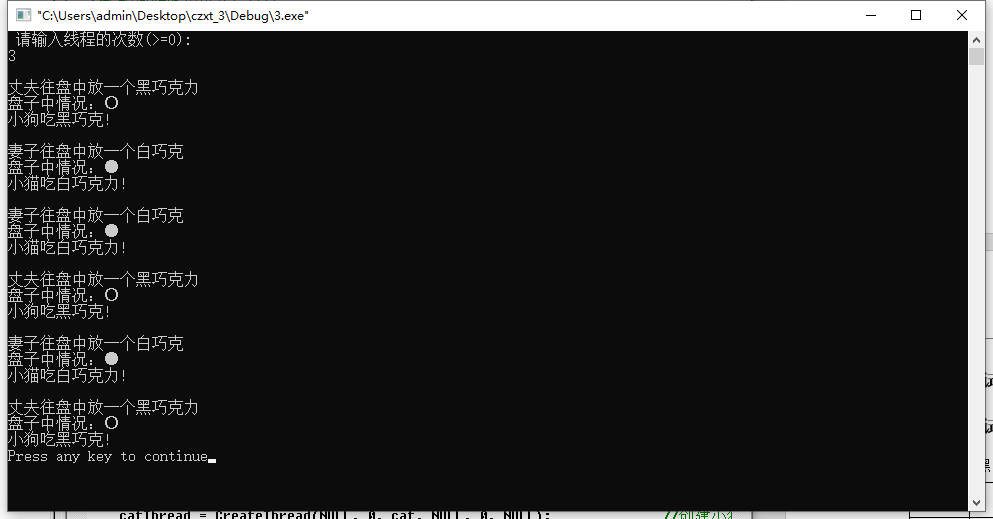 "C:\Users\admin\Desktop\czxt_3\Debug\3.exe"
请输入线程的次数(>=0):
3
丈夫往盘中放一个黑巧克力
盘子中情况：○
小狗吃黑巧克!
妻子往盘中放一个白巧克
盘子中情况：●
小猫吃白巧克力!
妻子往盘中放一个白巧克
盘子中情况：●
小猫吃白巧克力!
丈夫往盘中放一个黑巧克力
盘子中情况：○
小狗吃黑巧克!
妻子往盘中放一个白巧克
盘子中情况：●
小猫吃白巧克力!
丈夫往盘中放一个黑巧克力
盘子中情况：○
小狗吃黑巧克!
Press any key to continue
catThread = CreateThread(NULL, 0, cat, NULL, 0, NULL); //创建小